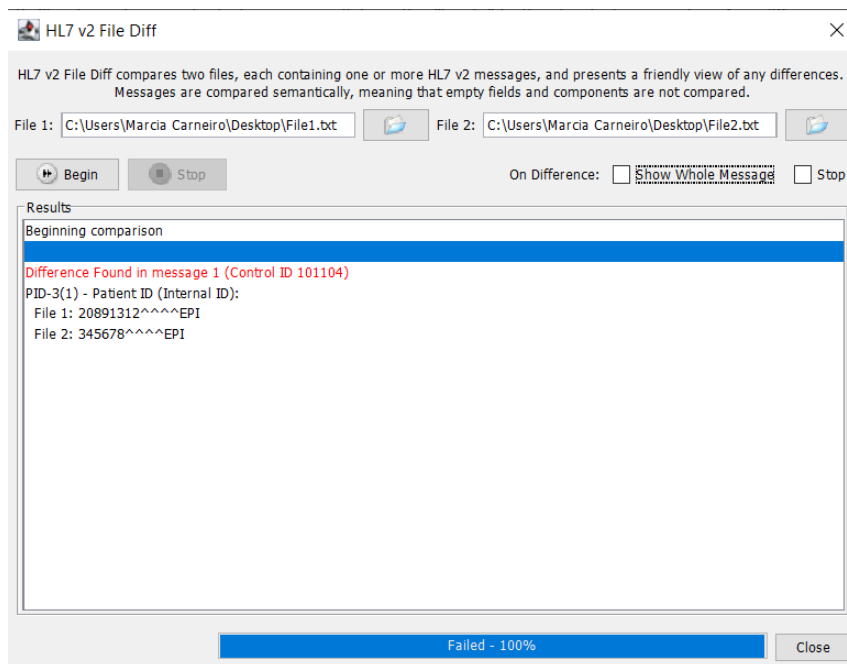 HL7 v2 File Diff
HL7 v2 File Diff compares two files, each containing one or more HL7 v2 messages, and presents a friendly view of any differences.
Messages are compared semantically, meaning that empty fields and components are not compared.
File 1: C:\Users\Marcia Carneiro\Desktop\File1.txt File 2: C:\Users\Marcia Carneiro\Desktop\File2.txt
Begin Stop On Difference: Show Whole Message Stop
Results
Beginning comparison
Difference Found in message 1 (Control ID 101104)
PID-3(1) - Patient ID (Internal ID):
File 1: 20891312^^^^EPI
File 2: 345678^^^^EPI
Failed - 100% Close